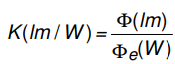 K(lm/W) = Φ(lm) / Φe(W)